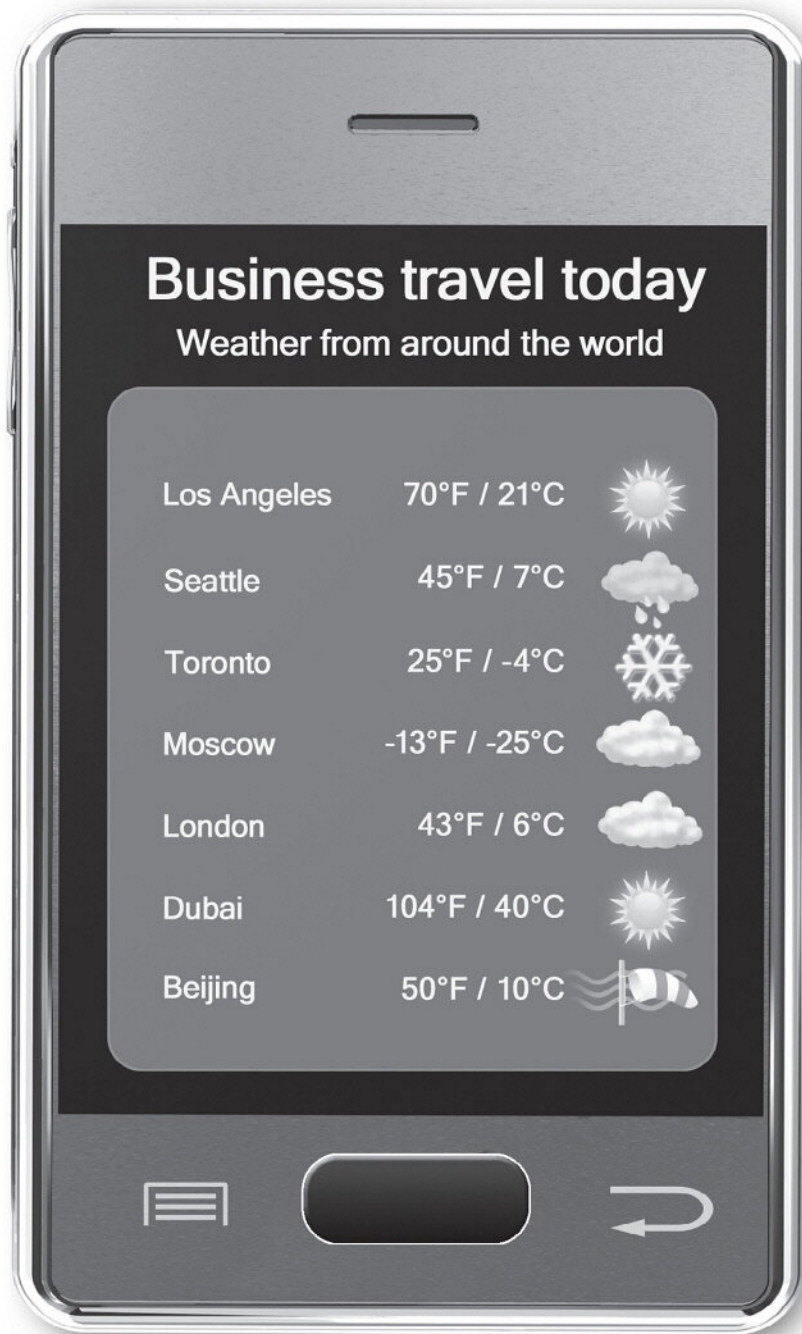 Business travel today
Weather from around the world
Los Angeles 70°F / 21°C
Seattle 45°F / 7°C
Toronto 25°F / -4°C
Moscow -13°F / -25°C
London 43°F / 6°C
Dubai 104°F / 40°C
Beijing 50°F / 10°C